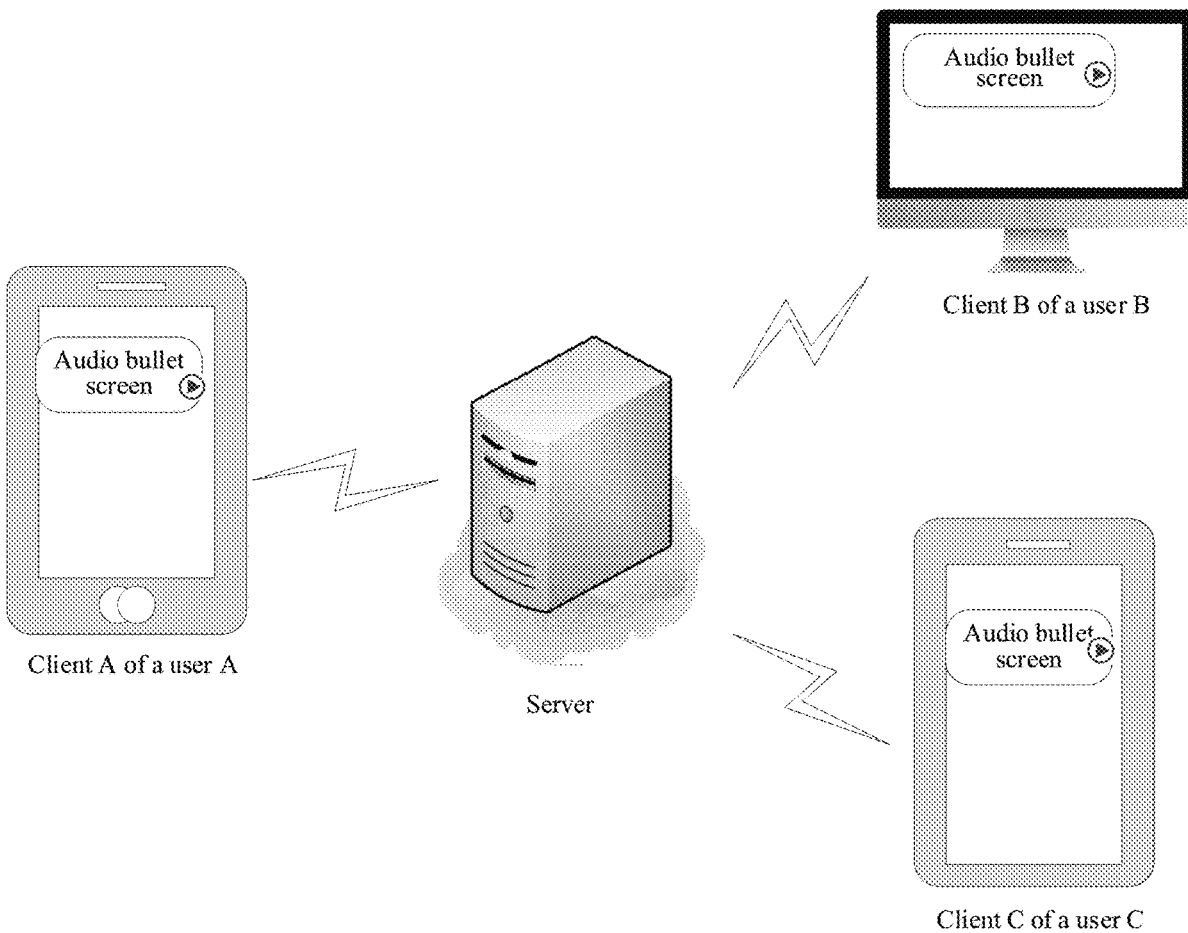 Audio bullet
screen
Client B of a user B
Audio bullet
screen
Client A of a user A
Server
Audio bullet
screen
Client C of a user C